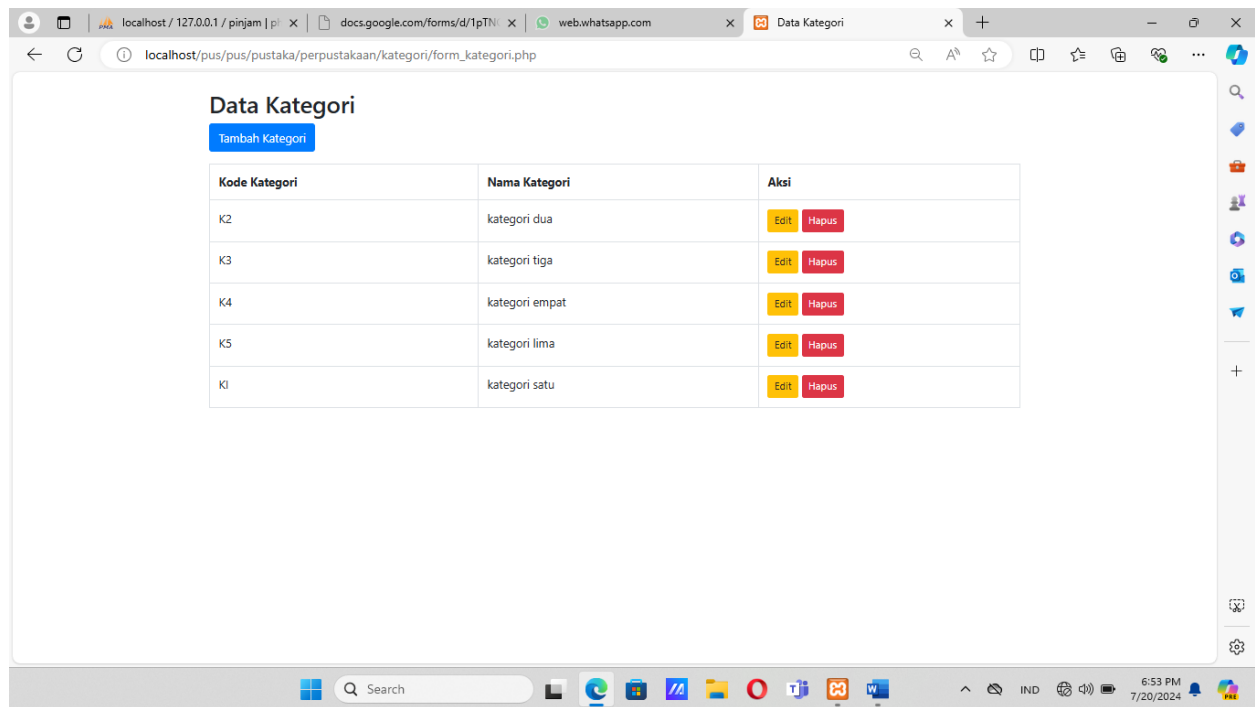 localhost / 127.0.0.1 / pinjam | ph
docs.google.com/forms/d/1pTN
web.whatsapp.com
Data Kategori
localhost/pus/pus/pustaka/perpustakaan/kategori/form_kategori.php
Data Kategori
Tambah Kategori
Kode Kategori Nama Kategori Aksi
K2 kategori dua Edit Hapus
K3 kategori tiga Edit Hapus
K4 kategori empat Edit Hapus
K5 kategori lima Edit Hapus
KI kategori satu Edit Hapus
Search
IND
6:53 PM
7/20/2024
PRE